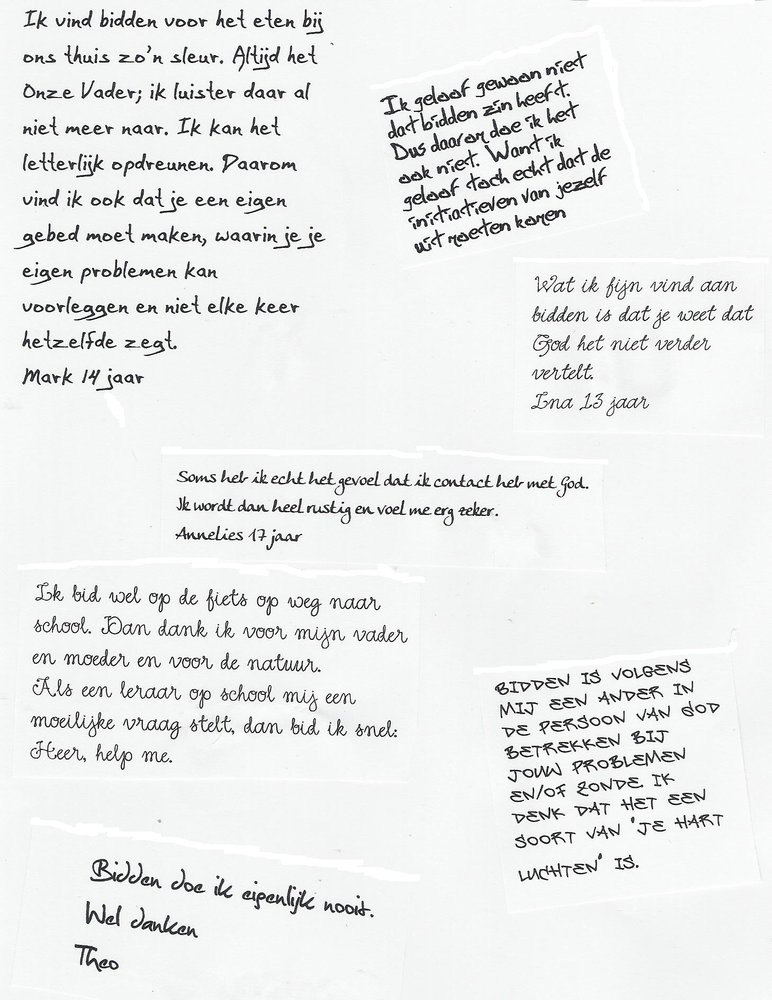 Ik vind bidden voor het eten bij
ons thuis zo'n sleur. Altijd het
Onze Vader; ik luister daar al
niet meer naar. Ik kan het
letterlijk opdreunen. Daarom
vind ik ook dat je een eigen
gebed moet maken, waarin je je
eigen problemen kan
voorleggen en niet elke keer
hetzelfde zegt.
Mark 14 jaar
Ik geloof gewoon niet
dat bidden zin heeft.
Dus daarom doe ik het
ook niet. Want ik
geloof toch echt dat de
initiatieven van jezelf
uit moeten komen
Wat ik fijn vind aan
bidden is dat je weet dat
God het niet verder
vertelt.
Ina 13 jaar
Soms heb ik echt het gevoel dat ik contact heb met God.
Ik wordt dan heel rustig en voel me erg zeker.
Annelies 17 jaar
Ik bid wel op de fiets op weg naar
school. Dan dank ik voor mijn vader
en moeder en voor de natuur.
Als een leraar op school mij een
moeilijke vraag stelt, dan bid ik snel:
Heer, help me.
BIDDEN IS VOLGENS
MIJ EEN ANDER IN
DE PERSOON VAN GOD
BETREKKEN BIJ
JOUW PROBLEMEN
EN/OF ZONDE. IK
DENK DAT HET EEN
SOORT VAN 'JE HART
LUCHTEN' IS.
Bidden doe ik eigenlijk nooit.
Wel danken
Theo